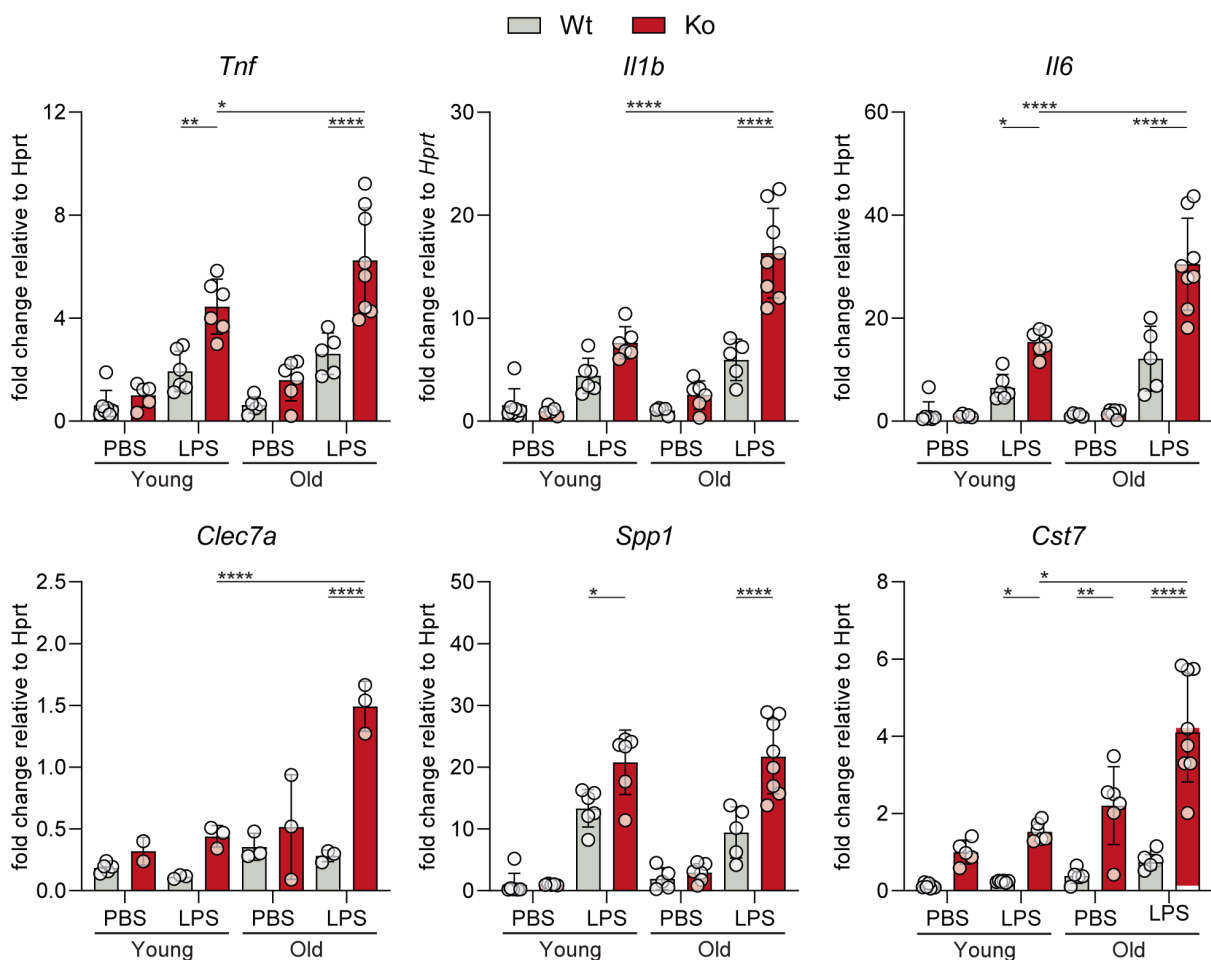 Wt Ko
Tnf
fold change relative to Hprt
12
8
4
0
*
**
****
PBS LPS PBS LPS
Young Old
Il1b
fold change relative to Hprt
30
20
10
0
****
****
PBS LPS PBS LPS
Young Old
Il6
fold change relative to Hprt
60
40
20
0
****
*
****
PBS LPS PBS LPS
Young Old
Clec7a
fold change relative to Hprt
2.5
2.0
1.5
1.0
0.5
0.0
****
****
PBS LPS PBS LPS
Young Old
Spp1
fold change relative to Hprt
50
40
30
20
10
0
*
****
PBS LPS PBS LPS
Young Old
Cst7
fold change relative to Hprt
8
6
4
2
0
*
*
**
****
PBS LPS PBS LPS
Young Old